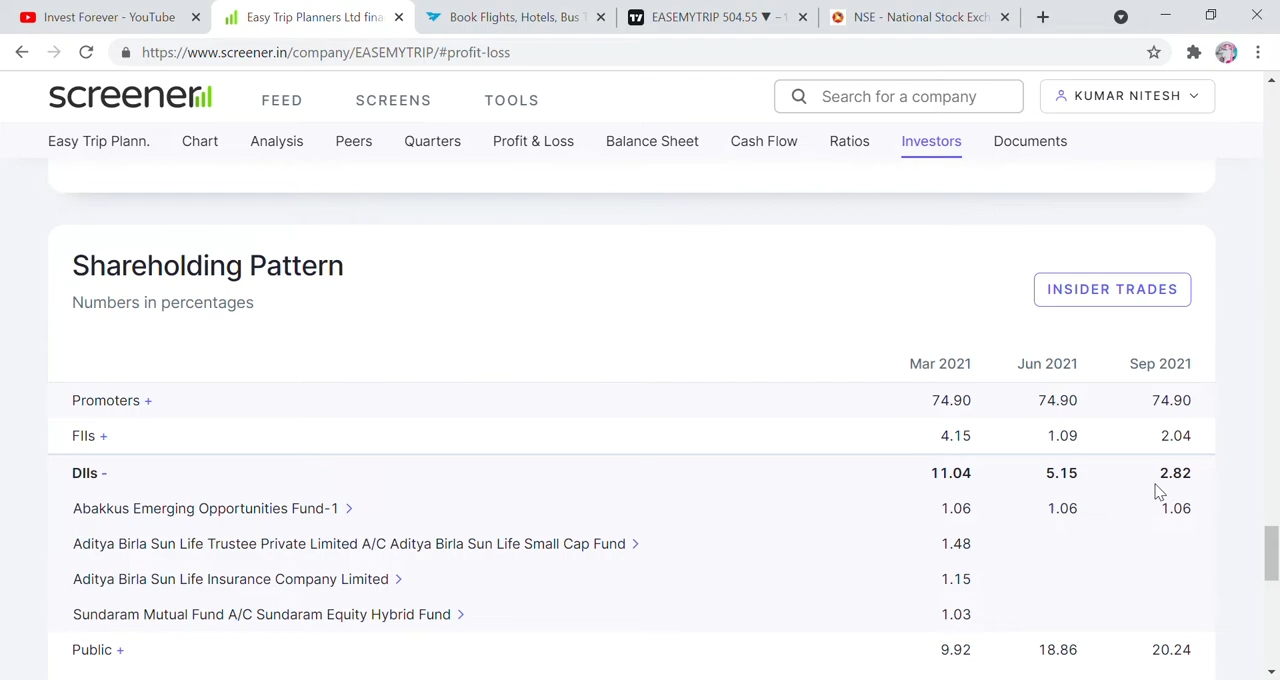 Invest Forever - YouTube
Easy Trip Planners Ltd fina
Book Flights, Hotels, Bus T
EASEMYTRIP 504.55 ▼ −1
NSE - National Stock Exch
https://www.screener.in/company/EASEMYTRIP/#profit-loss
screener
FEED
SCREENS
TOOLS
Search for a company
KUMAR NITESH
Easy Trip Plann.
Chart
Analysis
Peers
Quarters
Profit & Loss
Balance Sheet
Cash Flow
Ratios
Investors
Documents
Shareholding Pattern
Numbers in percentages
INSIDER TRADES
Mar 2021 Jun 2021 Sep 2021
Promoters + 74.90 74.90 74.90
FIIs + 4.15 1.09 2.04
DIIs - 11.04 5.15 2.82
Abakkus Emerging Opportunities Fund-1 1.06 1.06 1.06
Aditya Birla Sun Life Trustee Private Limited A/C Aditya Birla Sun Life Small Cap Fund 1.48
Aditya Birla Sun Life Insurance Company Limited 1.15
Sundaram Mutual Fund A/C Sundaram Equity Hybrid Fund 1.03
Public + 9.92 18.86 20.24